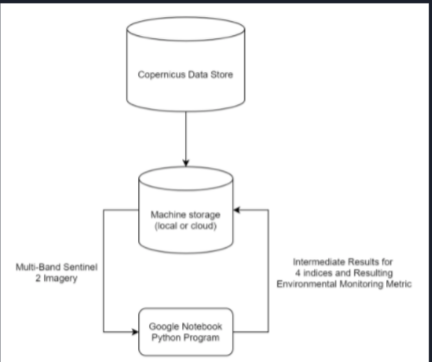 Copernicus Data Store
Machine storage
(local or cloud)
Multi-Band Sentinel
2 Imagery
Intermediate Results for
4 indices and Resulting
Environmental Monitoring Metric
Google Notebook
Python Program